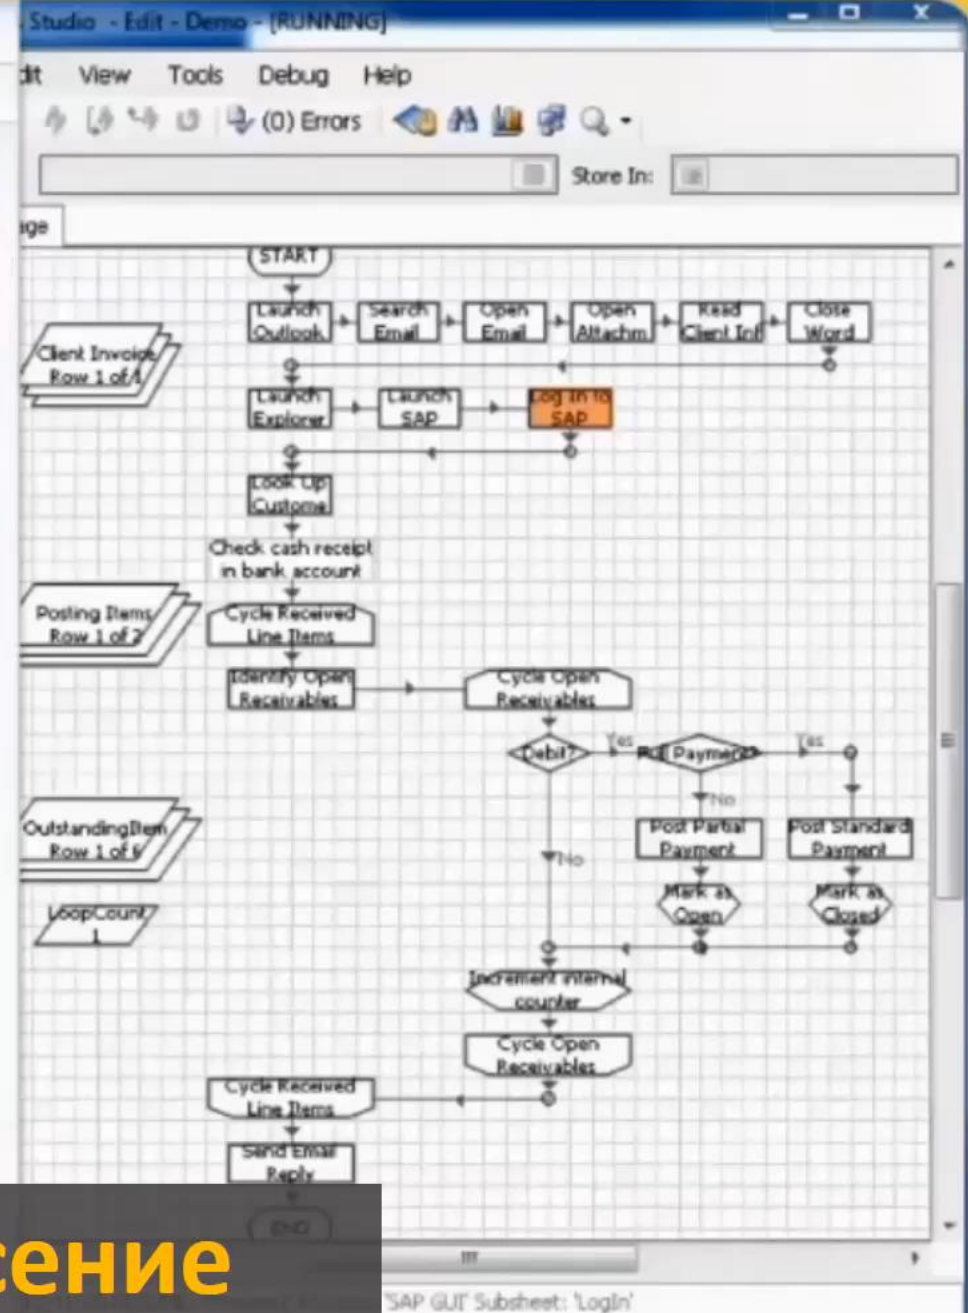 Studio - Edit - Demo - [RUNNING]
dit View Tools Debug Help
(0) Errors
Store In:
age
START
Launch
Outlook
Search
Email
Open
Email
Open
Attachm
Read
Client Inf
Close
Word
Client Invoice
Row 1 of 1
Launch
Explorer
Launch
SAP
Log In to
SAP
Look Up
Custome
Check cash receipt
in bank account
Posting Items
Row 1 of 2
Cycle Received
Line Items
Identify Open
Receivables
Cycle Open
Receivables
Debit?
Yes
Full Payment?
Yes
No
OutstandingItem
Row 1 of 6
Post Partial
Payment
Post Standard
Payment
No
LoopCount
1
Mark as
Open
Mark as
Closed
Increment internal
counter
Cycle Open
Receivables
Cycle Received
Line Items
Send Email
Reply
END
сение
'SAP GUI' Subsheet: 'LogIn'